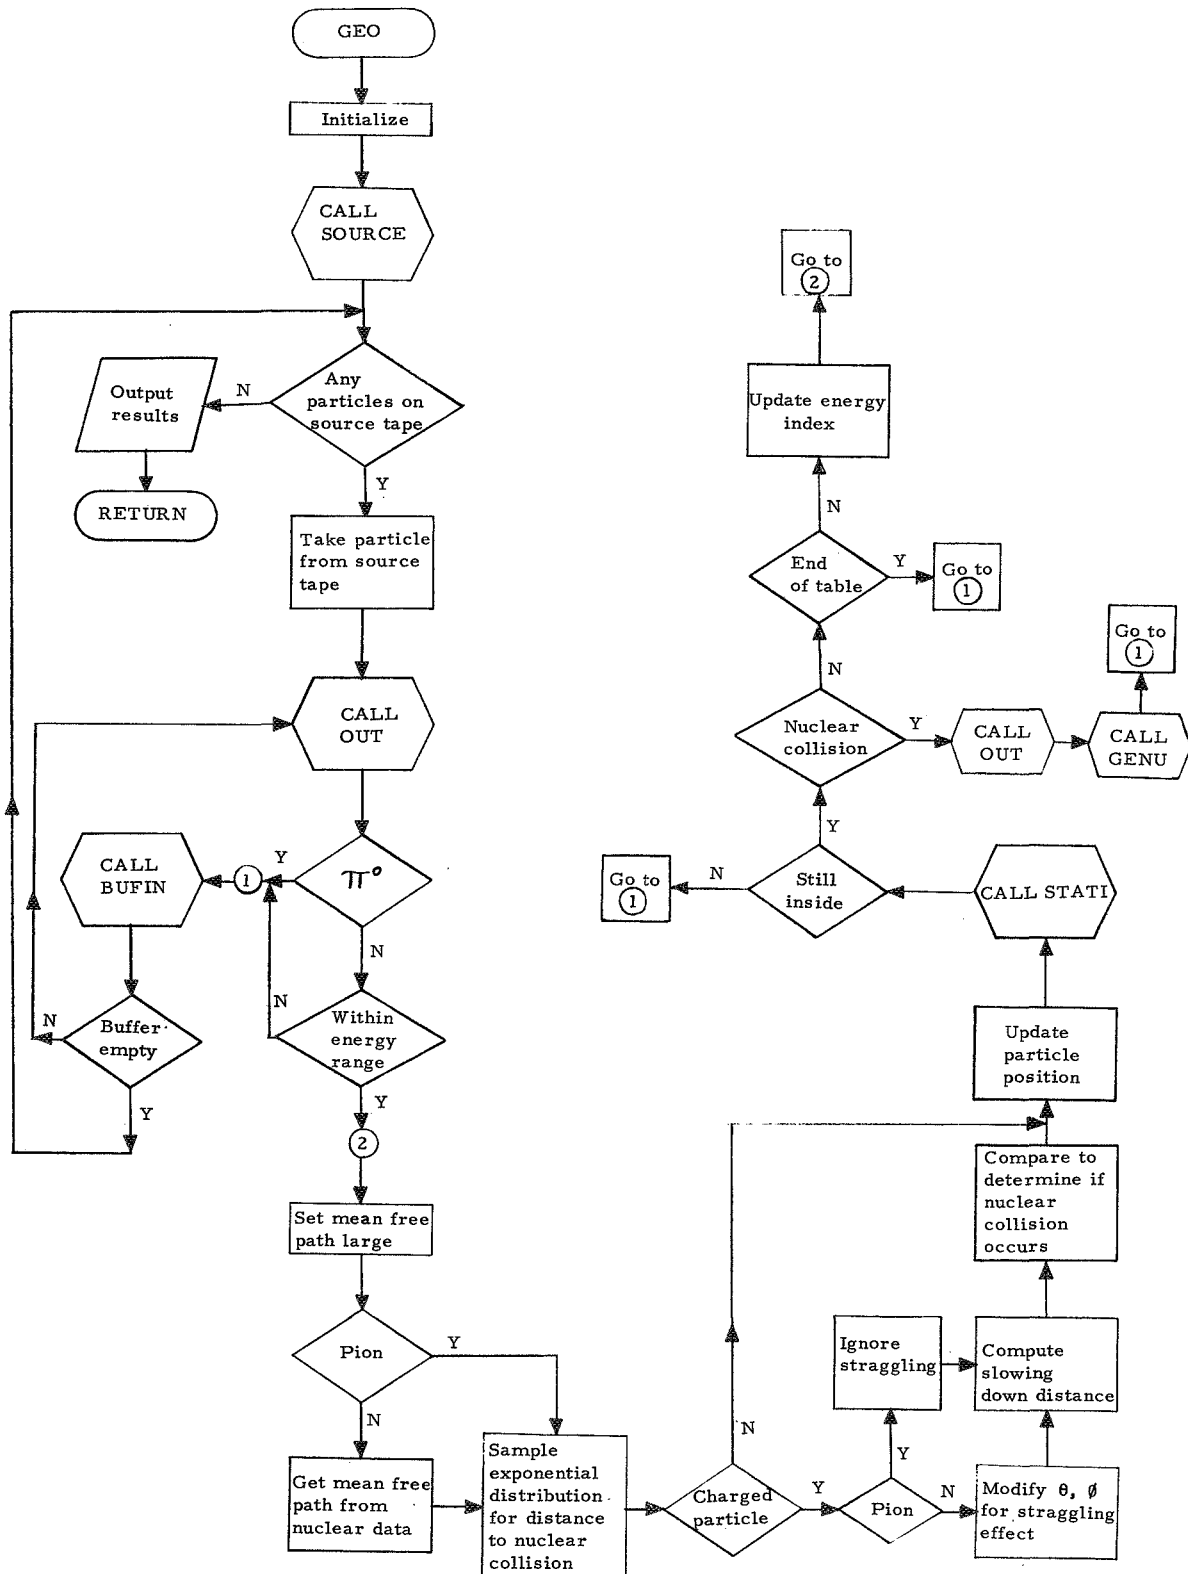 GEO
Initialize
CALL
SOURCE
Any
particles on
source tape
N
Output
results
RETURN
Y
Take particle
from source
tape
CALL
OUT
π°
Y
1
CALL
BUFIN
N
Within
energy
range
N
Buffer
empty
N
Y
Y
2
Set mean free
path large
Pion
Y
N
Get mean free
path from
nuclear data
Sample
exponential
distribution
for distance
to nuclear
collision
Charged
particle
N
Y
Pion
Y
Ignore
straggling
N
Modify θ, ø
for straggling
effect
Compute
slowing
down distance
Compare to
determine if
nuclear
collision
occurs
Update
particle
position
CALL STATI
Still
inside
N
Go to
1
Y
Nuclear
collision
Y
CALL
OUT
CALL
GENU
Go to
1
N
End
of table
Y
Go to
1
N
Update energy
index
Go to
2